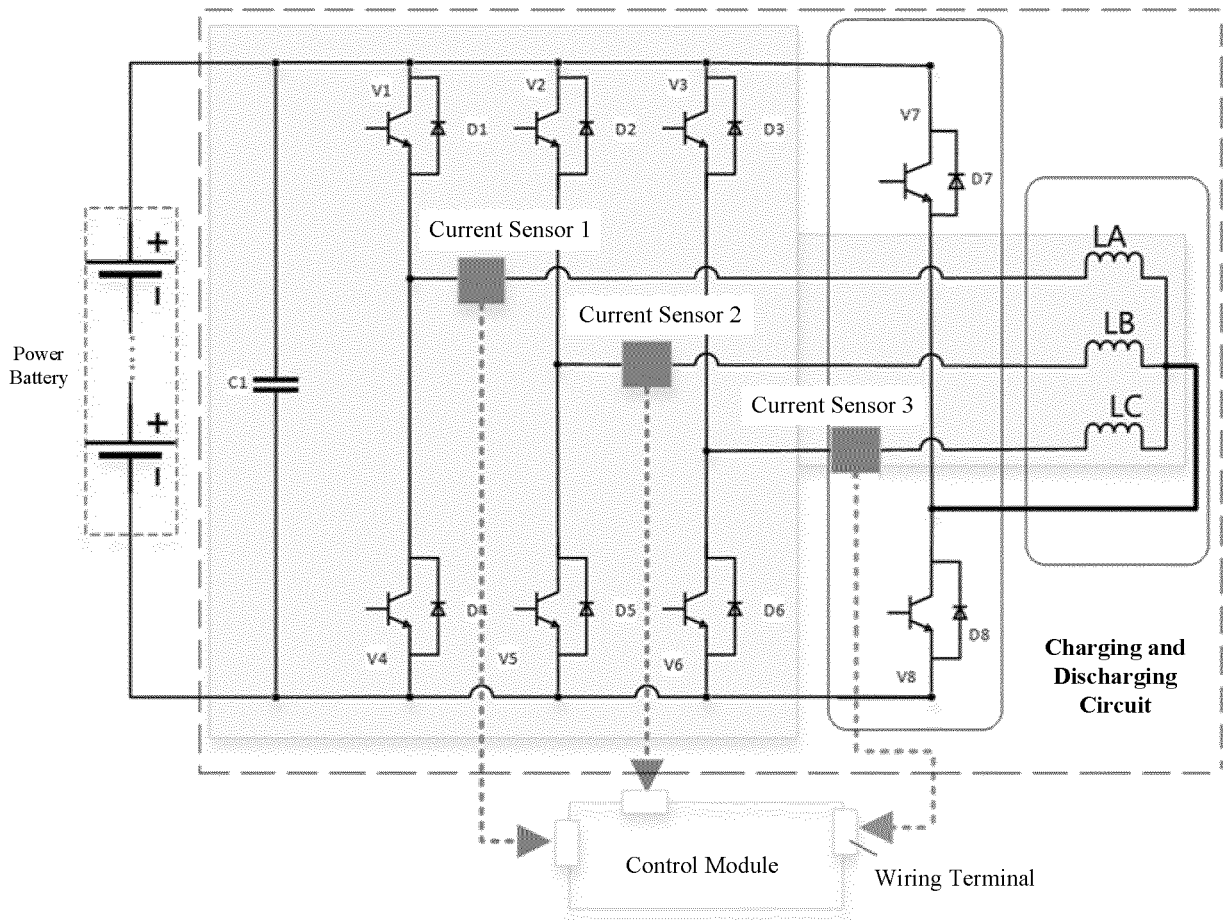 V1
D1
V2
D2
V3
D3
V7
D7
Current Sensor 1
LA
+
-
Current Sensor 2
LB
Power
Battery
C1
Current Sensor 3
LC
+
-
D4
V4
D5
V5
D6
V6
D8
V8
Charging and
Discharging
Circuit
Control Module
Wiring Terminal